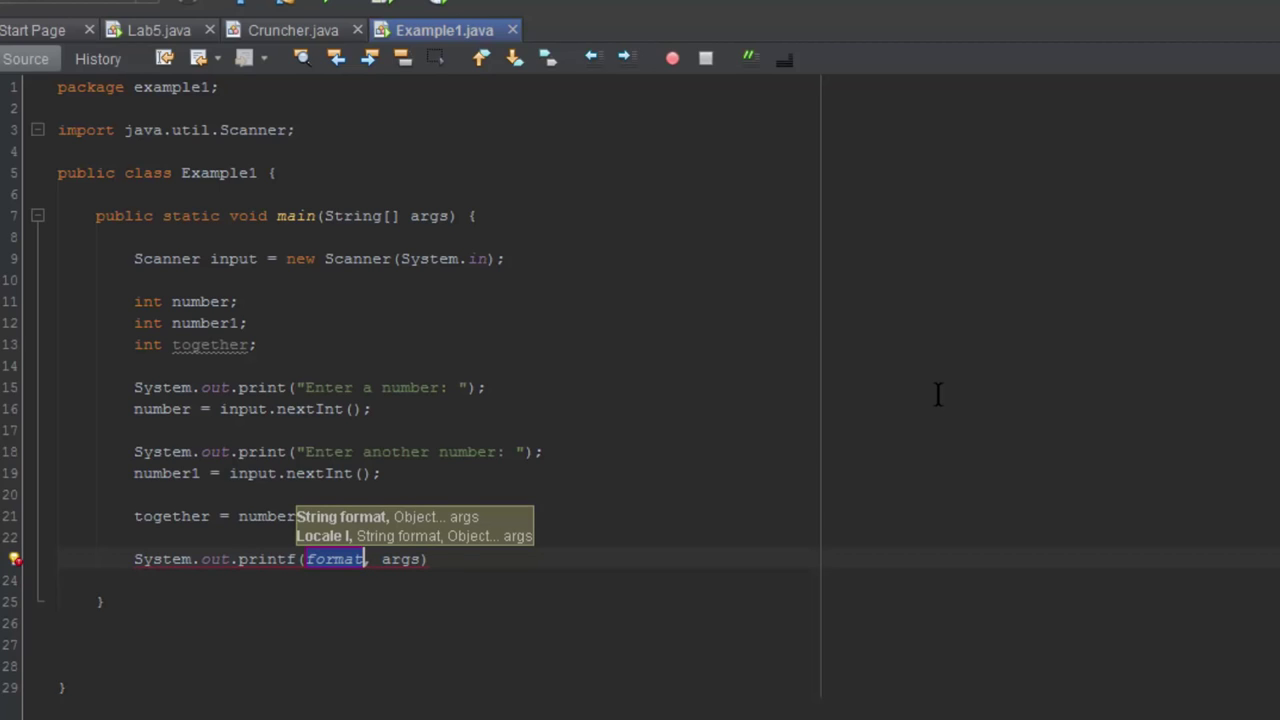 Start Page Lab5.java Cruncher.java Example1.java
Source History
1 package example1;
2
3 import java.util.Scanner;
4
5 public class Example1 {
6
7 public static void main(String[] args) {
8
9 Scanner input = new Scanner(System.in);
10
11 int number;
12 int number1;
13 int together;
14
15 System.out.print("Enter a number: ");
16 number = input.nextInt();
17
18 System.out.print("Enter another number: ");
19 number1 = input.nextInt();
20
21 together = number
String format, Object... args
22
Locale l, String format, Object... args
System.out.printf(format, args)
24
25 }
26
27
28
29 }